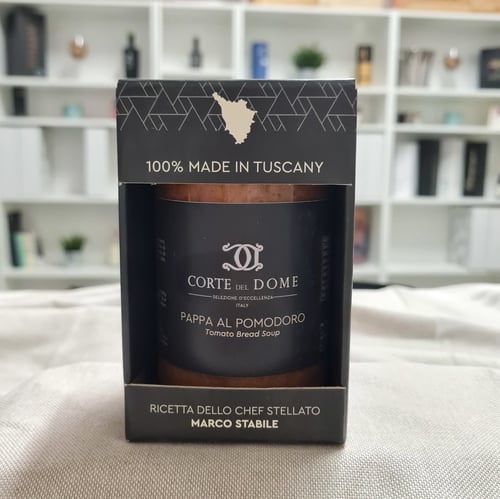 100% MADE IN TUSCANY
CORTE DEL DOME
SELEZIONE D'ECCELLENZA
ITALY
PAPPA AL POMODORO
Tomato Bread Soup
RICETTA DELLO CHEF STELLATO
MARCO STABILE